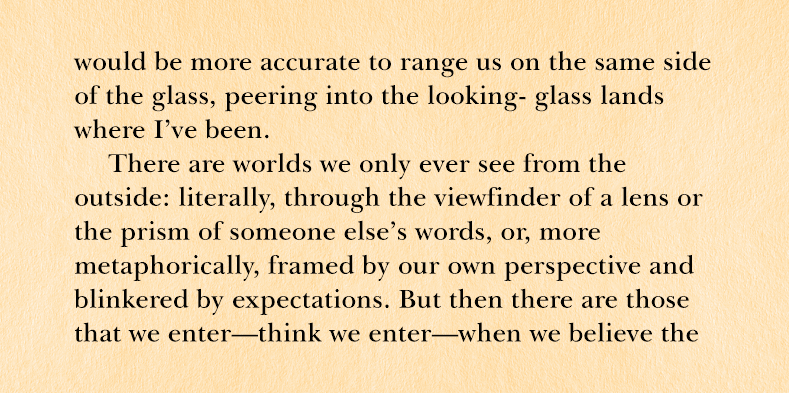 would be more accurate to range us on the same side
of the glass, peering into the looking- glass lands
where I’ve been.
There are worlds we only ever see from the
outside: literally, through the viewfinder of a lens or
the prism of someone else’s words, or, more
metaphorically, framed by our own perspective and
blinkered by expectations. But then there are those
that we enter—think we enter—when we believe the